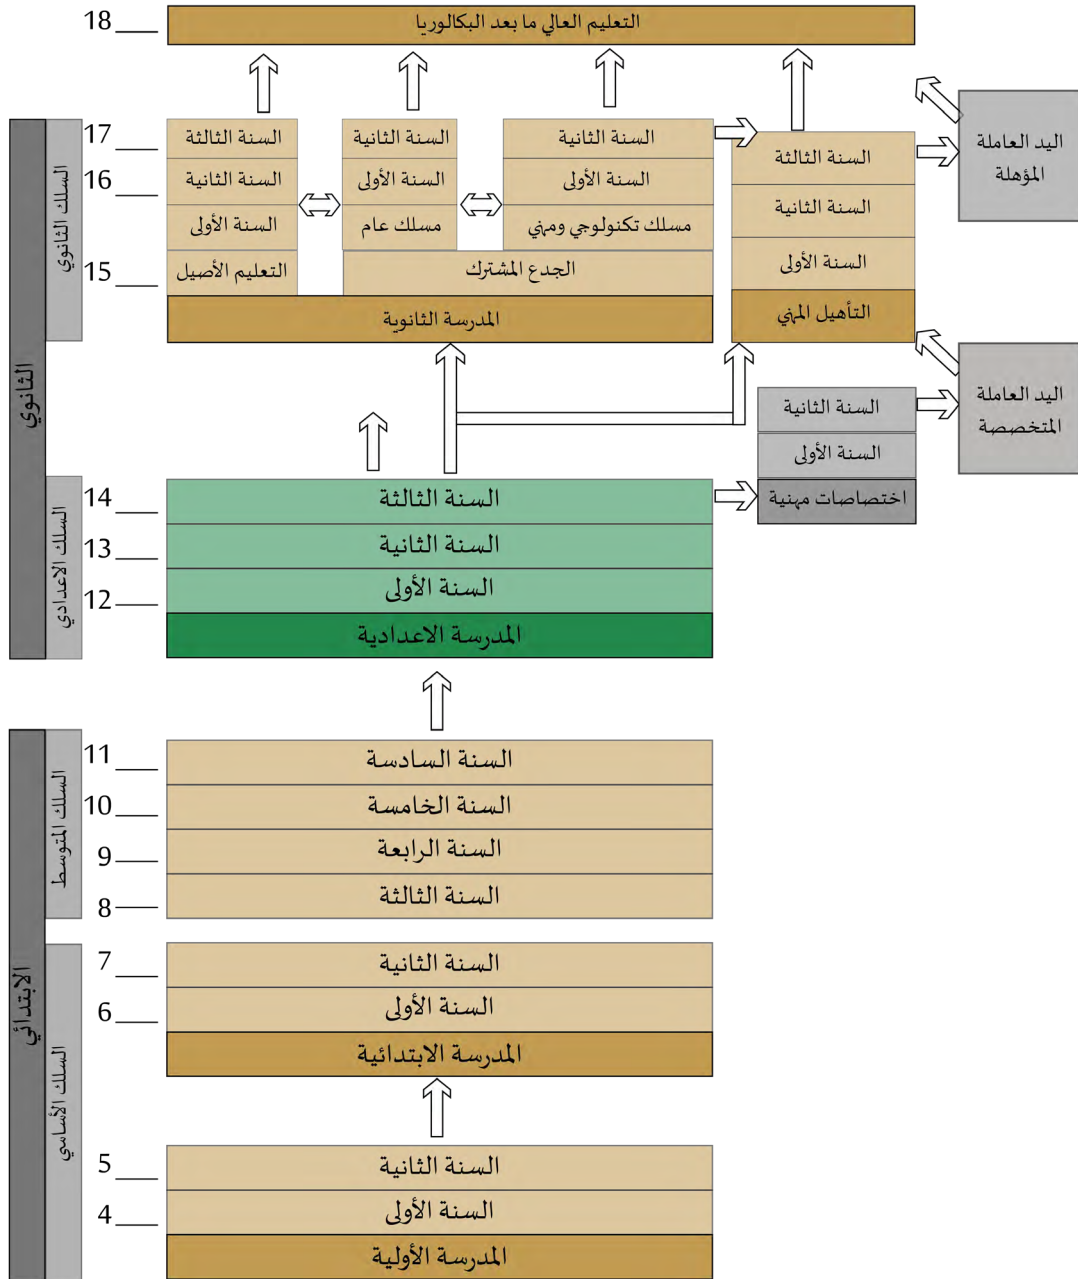 18 التعليم العالي ما بعد البكالوريا
17 السنة الثالثة
السنة الثانية
السنة الثانية
السنة الثالثة
اليد العاملة
المؤهلة
16 السنة الثانية
السنة الأولى
السنة الأولى
السنة الثانية
السنة الأولى
مسلك عام
مسلك تكنولوجي ومهني
السنة الأولى
15 التعليم الأصيل
الجدع المشترك
المدرسة الثانوية
التأهيل المهني
السلك الثانوي
الثانوي
اليد العاملة
المتخصصة
السنة الثانية
السنة الأولى
اختصاصات مهنية
14 السنة الثالثة
13 السنة الثانية
12 السنة الأولى
المدرسة الاعدادية
السلك الاعدادي
11 السنة السادسة
10 السنة الخامسة
9 السنة الرابعة
8 السنة الثالثة
السلك المتوسط
7 السنة الثانية
6 السنة الأولى
المدرسة الابتدائية
الابتدائي
السلك الأساسي
5 السنة الثانية
4 السنة الأولى
المدرسة الأولية